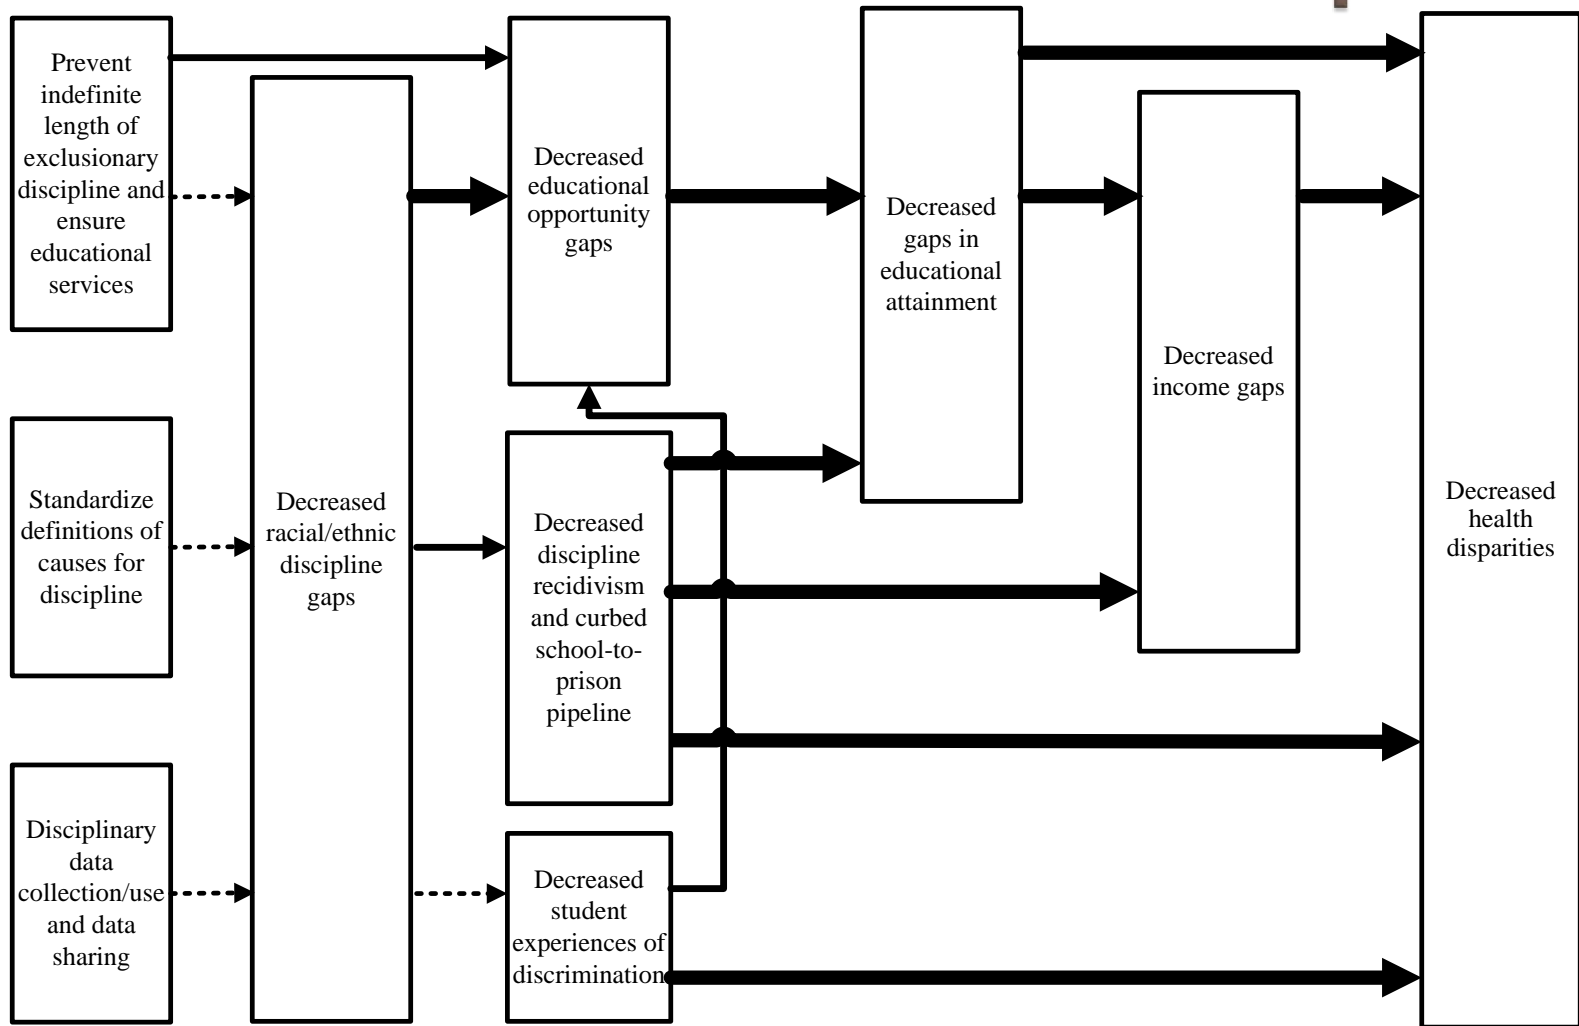 Prevent
indefinite
length of
exclusionary
discipline and
ensure
educational
services
Standardize
definitions of
causes for
discipline
Disciplinary
data
collection/use
and data
sharing
Decreased
racial/ethnic
discipline
gaps
Decreased
educational
opportunity
gaps
Decreased
discipline
recidivism
and curbed
school-to-
prison
pipeline
Decreased
student
experiences of
discrimination
Decreased
gaps in
educational
attainment
Decreased
income gaps
Decreased
health
disparities